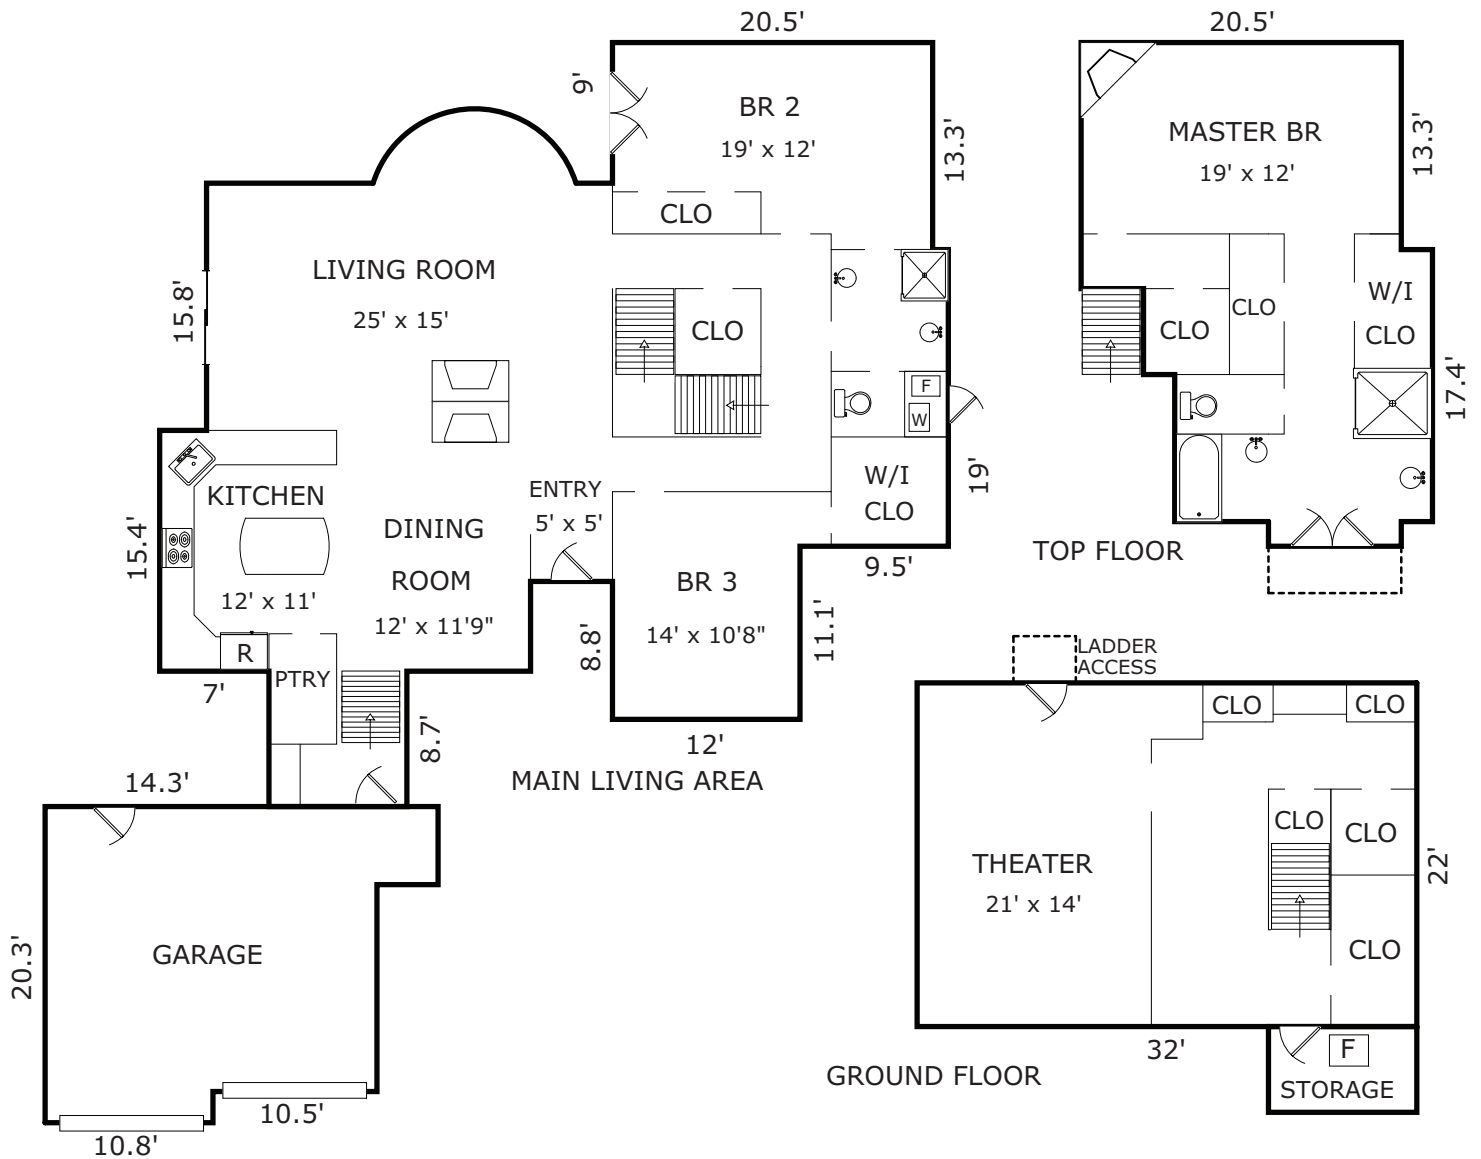 20.5'
9'
BR 2
19' x 12'
13.3'
CLO
LIVING ROOM
25' x 15'
15.8'
CLO
F
W
KITCHEN
12' x 11'
15.4'
DINING
ROOM
12' x 11'9"
ENTRY
5' x 5'
W/I
CLO
19'
9.5'
BR 3
14' x 10'8"
11.1'
8.8'
12'
R
PTRY
7'
8.7'
MAIN LIVING AREA
14.3'
GARAGE
20.3'
10.5'
10.8'
20.5'
MASTER BR
19' x 12'
13.3'
CLO
CLO
W/I
CLO
17.4'
TOP FLOOR
LADDER
ACCESS
CLO
CLO
THEATER
21' x 14'
CLO
CLO
CLO
22'
32'
F
STORAGE
GROUND FLOOR